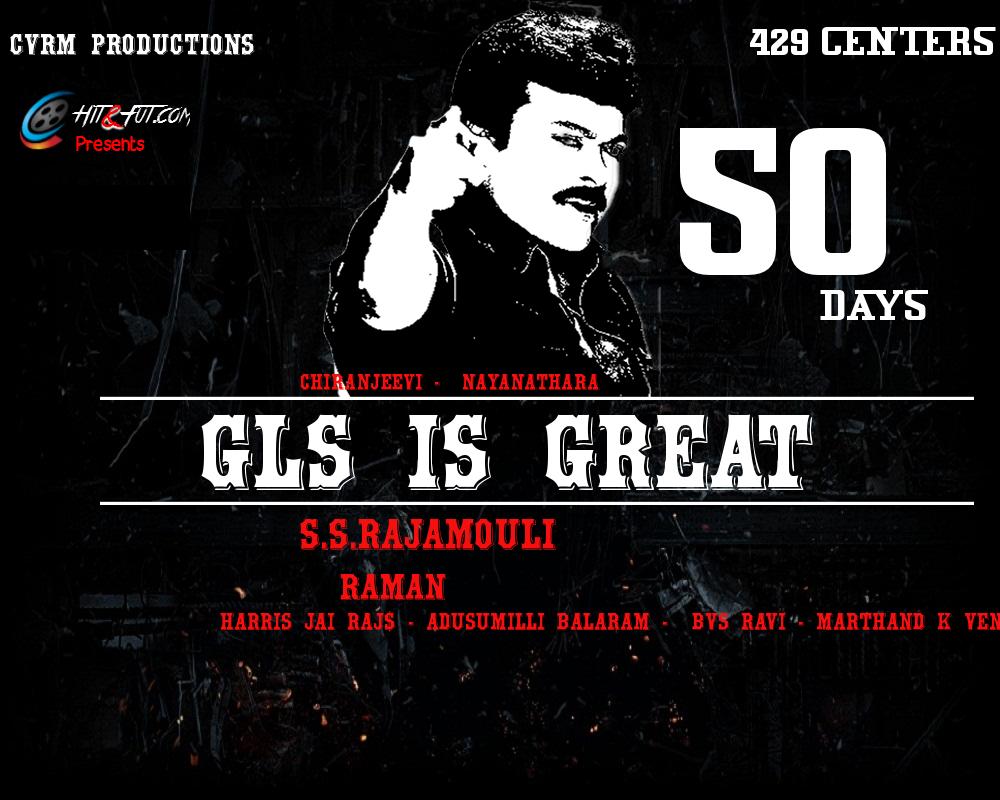 CVRM PRODUCTIONS
429 CENTERS
HIT&FUT.COM
Presents
50
DAYS
CHIRANJEEVI - NAYANATHARA
GLS IS GREAT
S.S.RAJAMOULI
RAMAN
HARRIS JAI RAJS - ADUSUMILLI BALARAM - BVS RAVI - MARTHAND K VEN